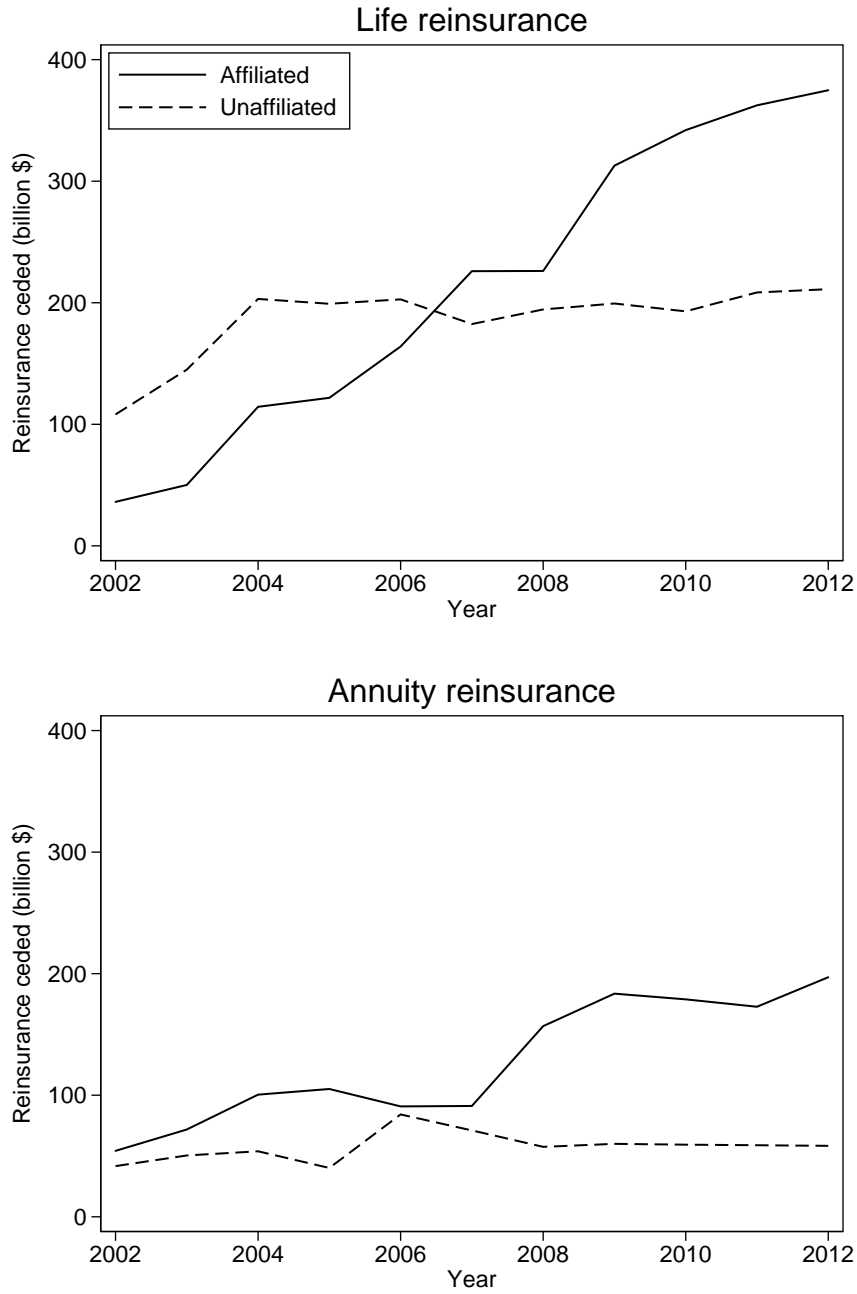 Life reinsurance
Affiliated
Unaffiliated
Reinsurance ceded (billion $)
400
300
200
100
0
2002 2004 2006 2008 2010 2012
Year
Annuity reinsurance
Reinsurance ceded (billion $)
400
300
200
100
0
2002 2004 2006 2008 2010 2012
Year